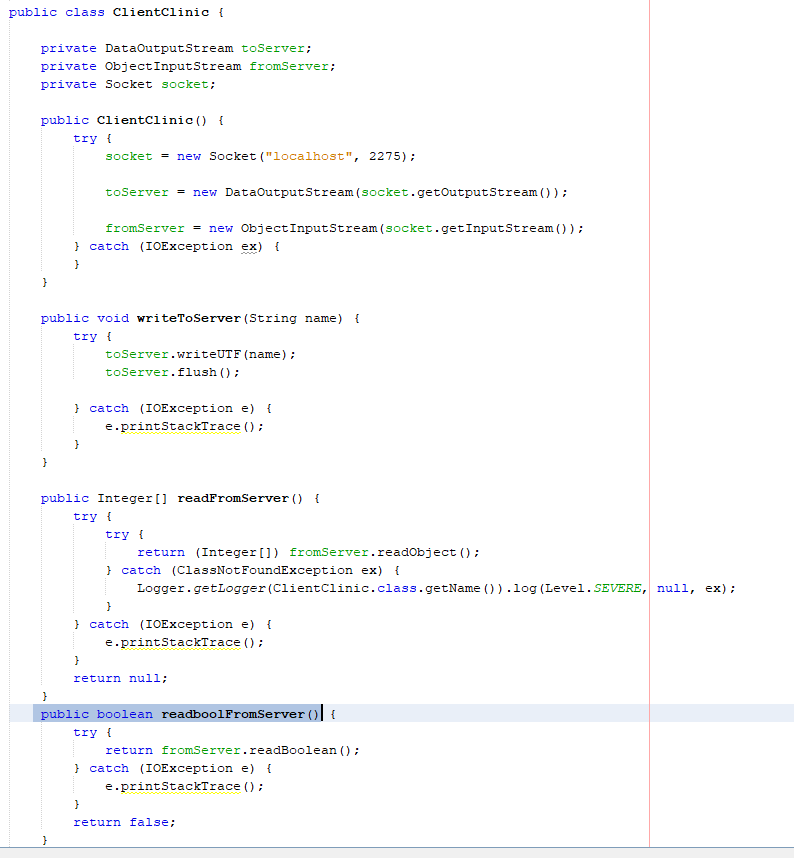 public class ClientClinic {
private DataOutputStream toServer;
private ObjectInputStream fromServer;
private Socket socket;
public ClientClinic() {
try {
socket = new Socket("localhost", 2275);
toServer = new DataOutputStream(socket.getOutputStream());
fromServer = new ObjectInputStream(socket.getInputStream());
} catch (IOException ex) {
}
}
public void writeToServer(String name) {
try {
toServer.writeUTF(name);
toServer.flush();
} catch (IOException e) {
e.printStackTrace();
}
}
public Integer[] readFromServer() {
try {
try {
return (Integer[]) fromServer.readObject();
} catch (ClassNotFoundException ex) {
Logger.getLogger(ClientClinic.class.getName()).log(Level.SEVERE, null, ex);
}
} catch (IOException e) {
e.printStackTrace();
}
return null;
}
public boolean readboolFromServer() {
try {
return fromServer.readBoolean();
} catch (IOException e) {
e.printStackTrace();
}
return false;
}